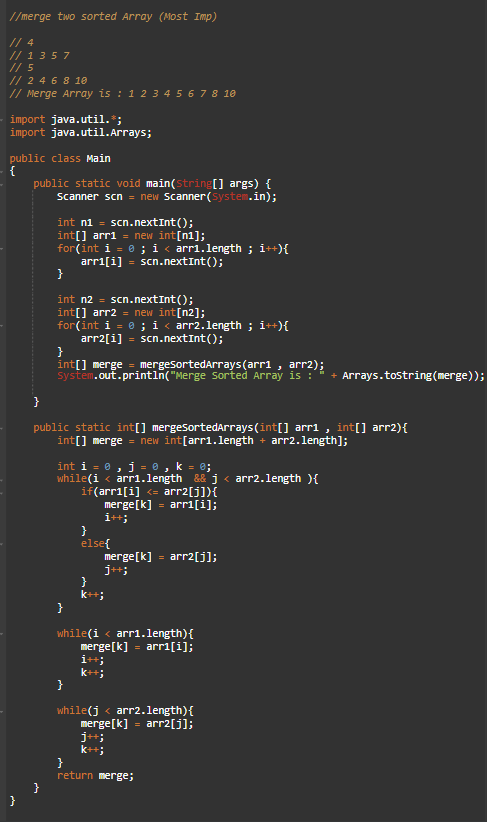 //merge two sorted Array (Most Imp)
// 4
// 1 3 5 7
// 5
// 2 4 6 8 10
// Merge Array is : 1 2 3 4 5 6 7 8 10
import java.util.*;
import java.util.Arrays;
public class Main
{
public static void main(String[] args) {
Scanner scn = new Scanner(System.in);
int n1 = scn.nextInt();
int[] arr1 = new int[n1];
for(int i = 0 ; i < arr1.length ; i++){
arr1[i] = scn.nextInt();
}
int n2 = scn.nextInt();
int[] arr2 = new int[n2];
for(int i = 0 ; i < arr2.length ; i++){
arr2[i] = scn.nextInt();
}
int[] merge = mergeSortedArrays(arr1 , arr2);
System.out.println("Merge Sorted Array is : " + Arrays.toString(merge));
}
public static int[] mergeSortedArrays(int[] arr1 , int[] arr2){
int[] merge = new int[arr1.length + arr2.length];
int i = 0 , j = 0 , k = 0;
while(i < arr1.length  && j < arr2.length ){
if(arr1[i] <= arr2[j]){
merge[k] = arr1[i];
i++;
}
else{
merge[k] = arr2[j];
j++;
}
k++;
}
while(i < arr1.length){
merge[k] = arr1[i];
i++;
k++;
}
while(j < arr2.length){
merge[k] = arr2[j];
j++;
k++;
}
return merge;
}
}